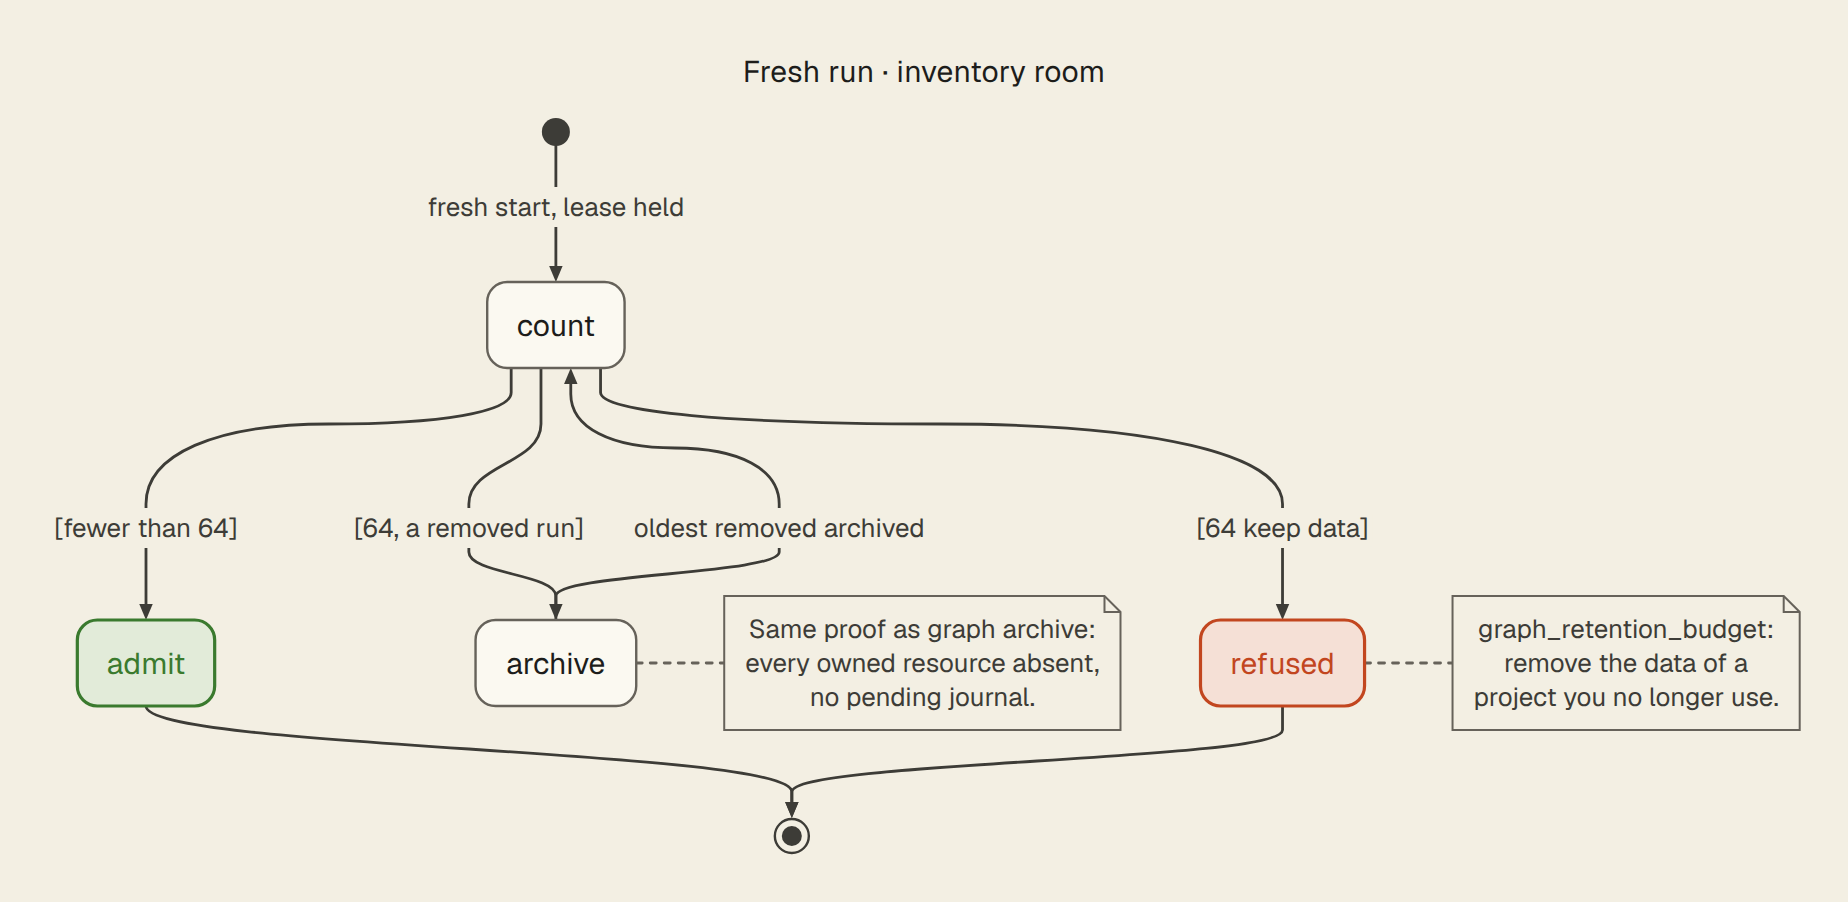 Fresh run · inventory room
fresh start, lease held
count
[fewer than 64]
[64, a removed run]
oldest removed archived
[64 keep data]
admit
archive
Same proof as graph archive:
every owned resource absent,
no pending journal.
refused
graph_retention_budget:
remove the data of a
project you no longer use.